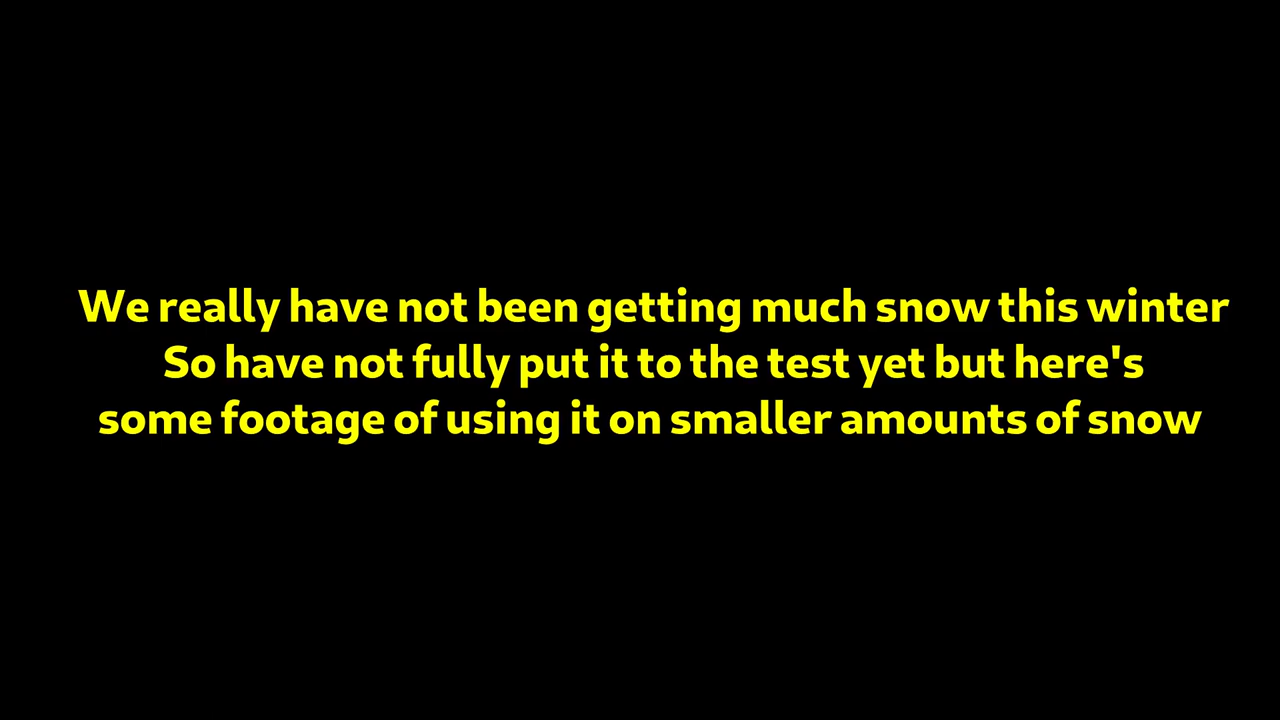 We really have not been getting much snow this winter
So have not fully put it to the test yet but here's
some footage of using it on smaller amounts of snow